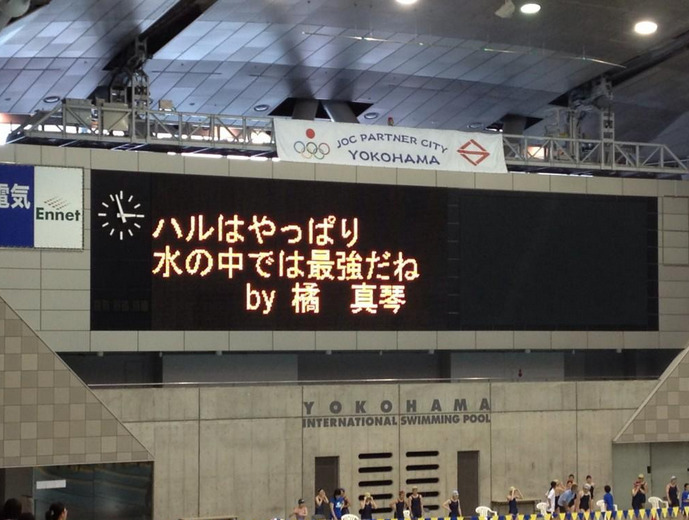 JOC PARTNER CITY
YOKOHAMA
電気
Ennet
ハルはやっぱり
水の中では最強だね
by 橘 真琴
YOKOHAMA
INTERNATIONAL SWIMMING POOL